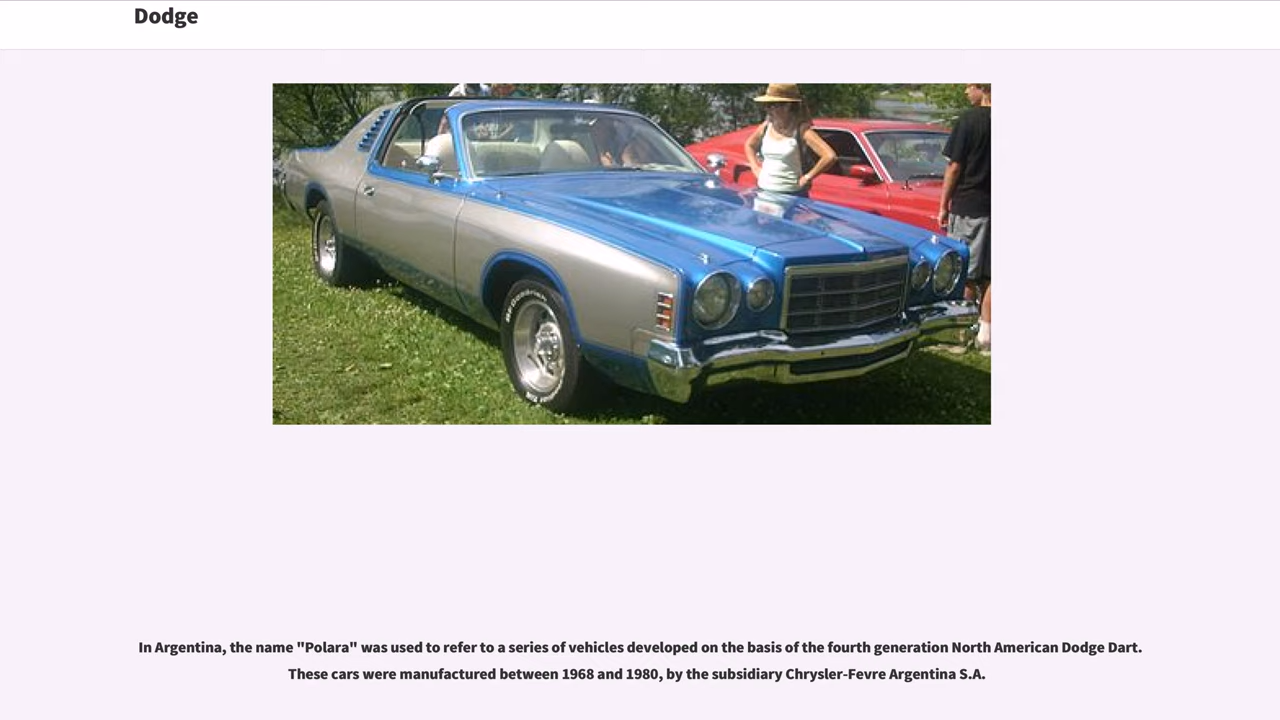 Dodge
BFGoodrich
In Argentina, the name "Polara" was used to refer to a series of vehicles developed on the basis of the fourth generation North American Dodge Dart.
These cars were manufactured between 1968 and 1980, by the subsidiary Chrysler-Fevre Argentina S.A.